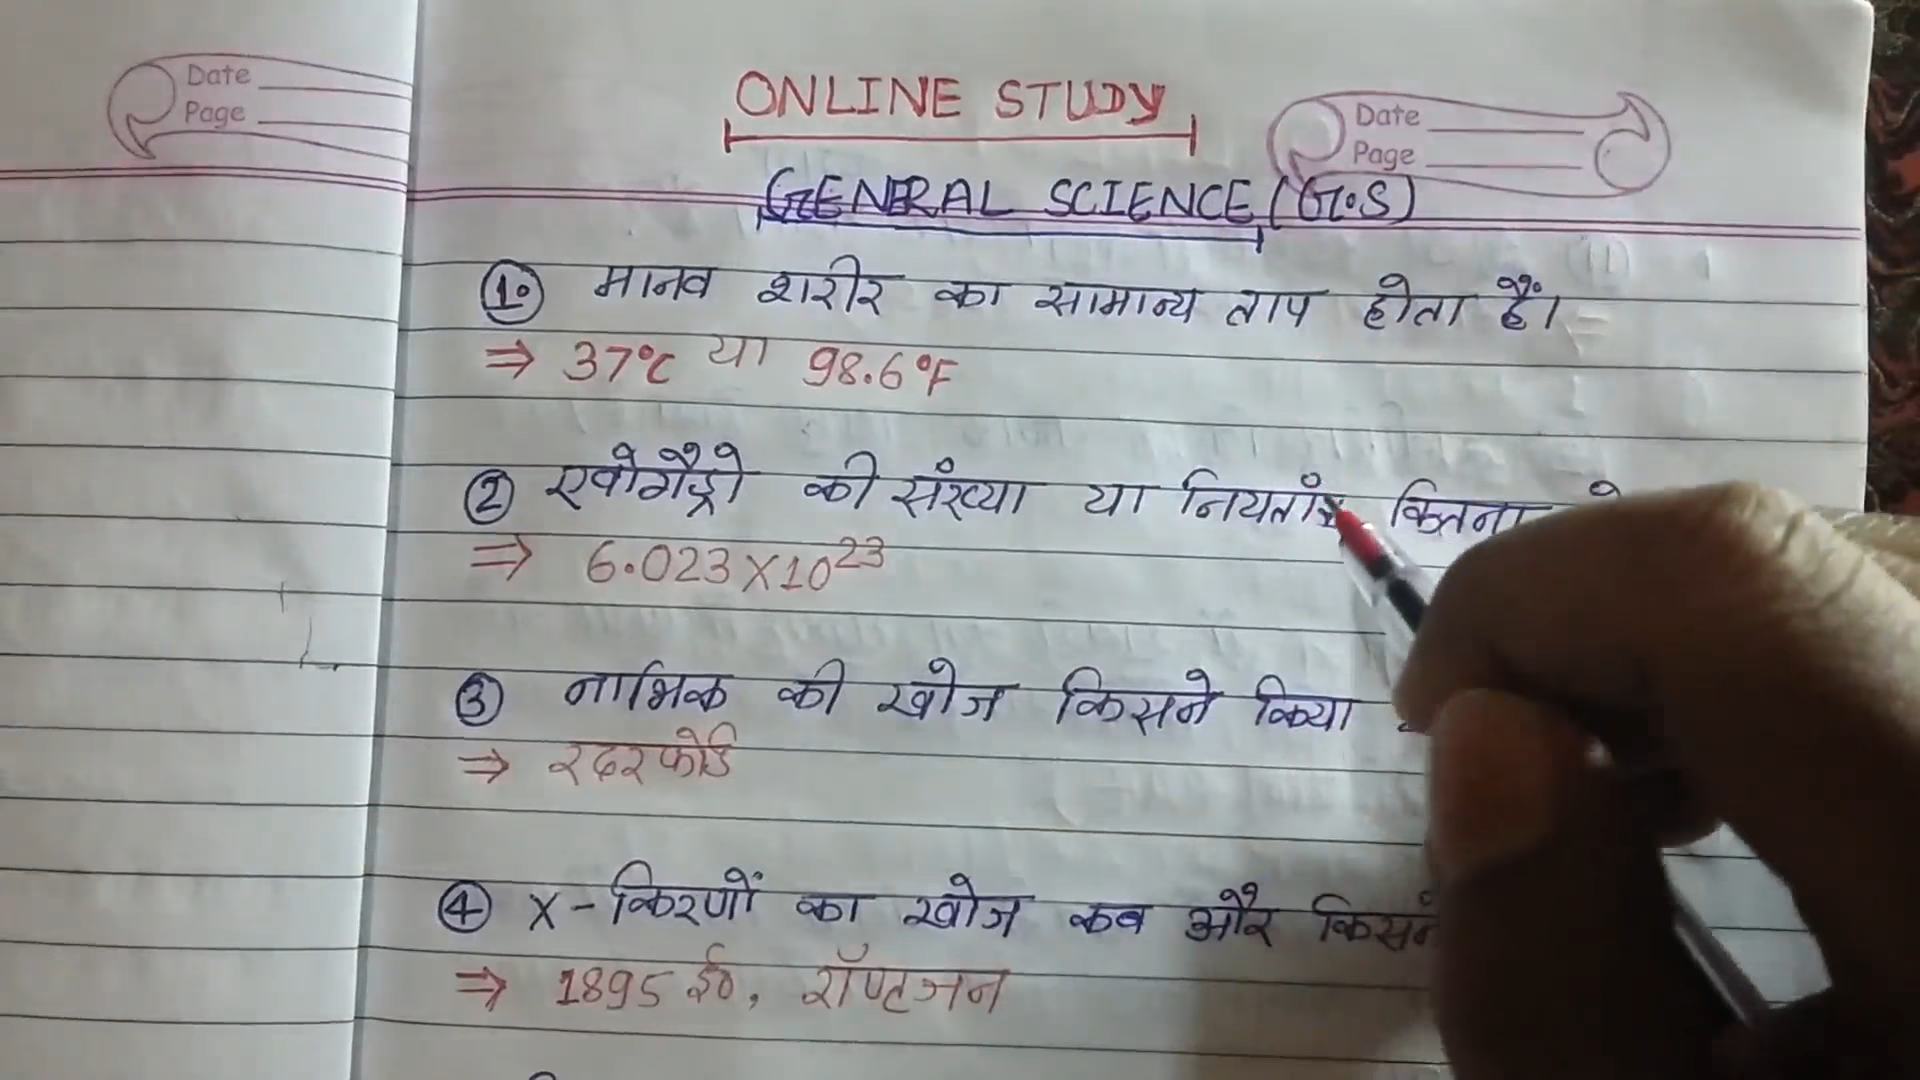 Date
Page
ONLINE STUDY
Date
Page
GENERAL SCIENCE (G.S)
1. मानव शरीर का सामान्य ताप होता हैं।
⇒ 37°C या 98.6°F
2 एवोगैड्रो की संख्या या नियतांक कितना
⇒ 6.023 X 10²³
3 नाभिक की खोज किसने किया
⇒ रदरफोर्ड
4 X-किरणों का खोज कब और किसने
⇒ 1895 ई०, रॉण्टजन